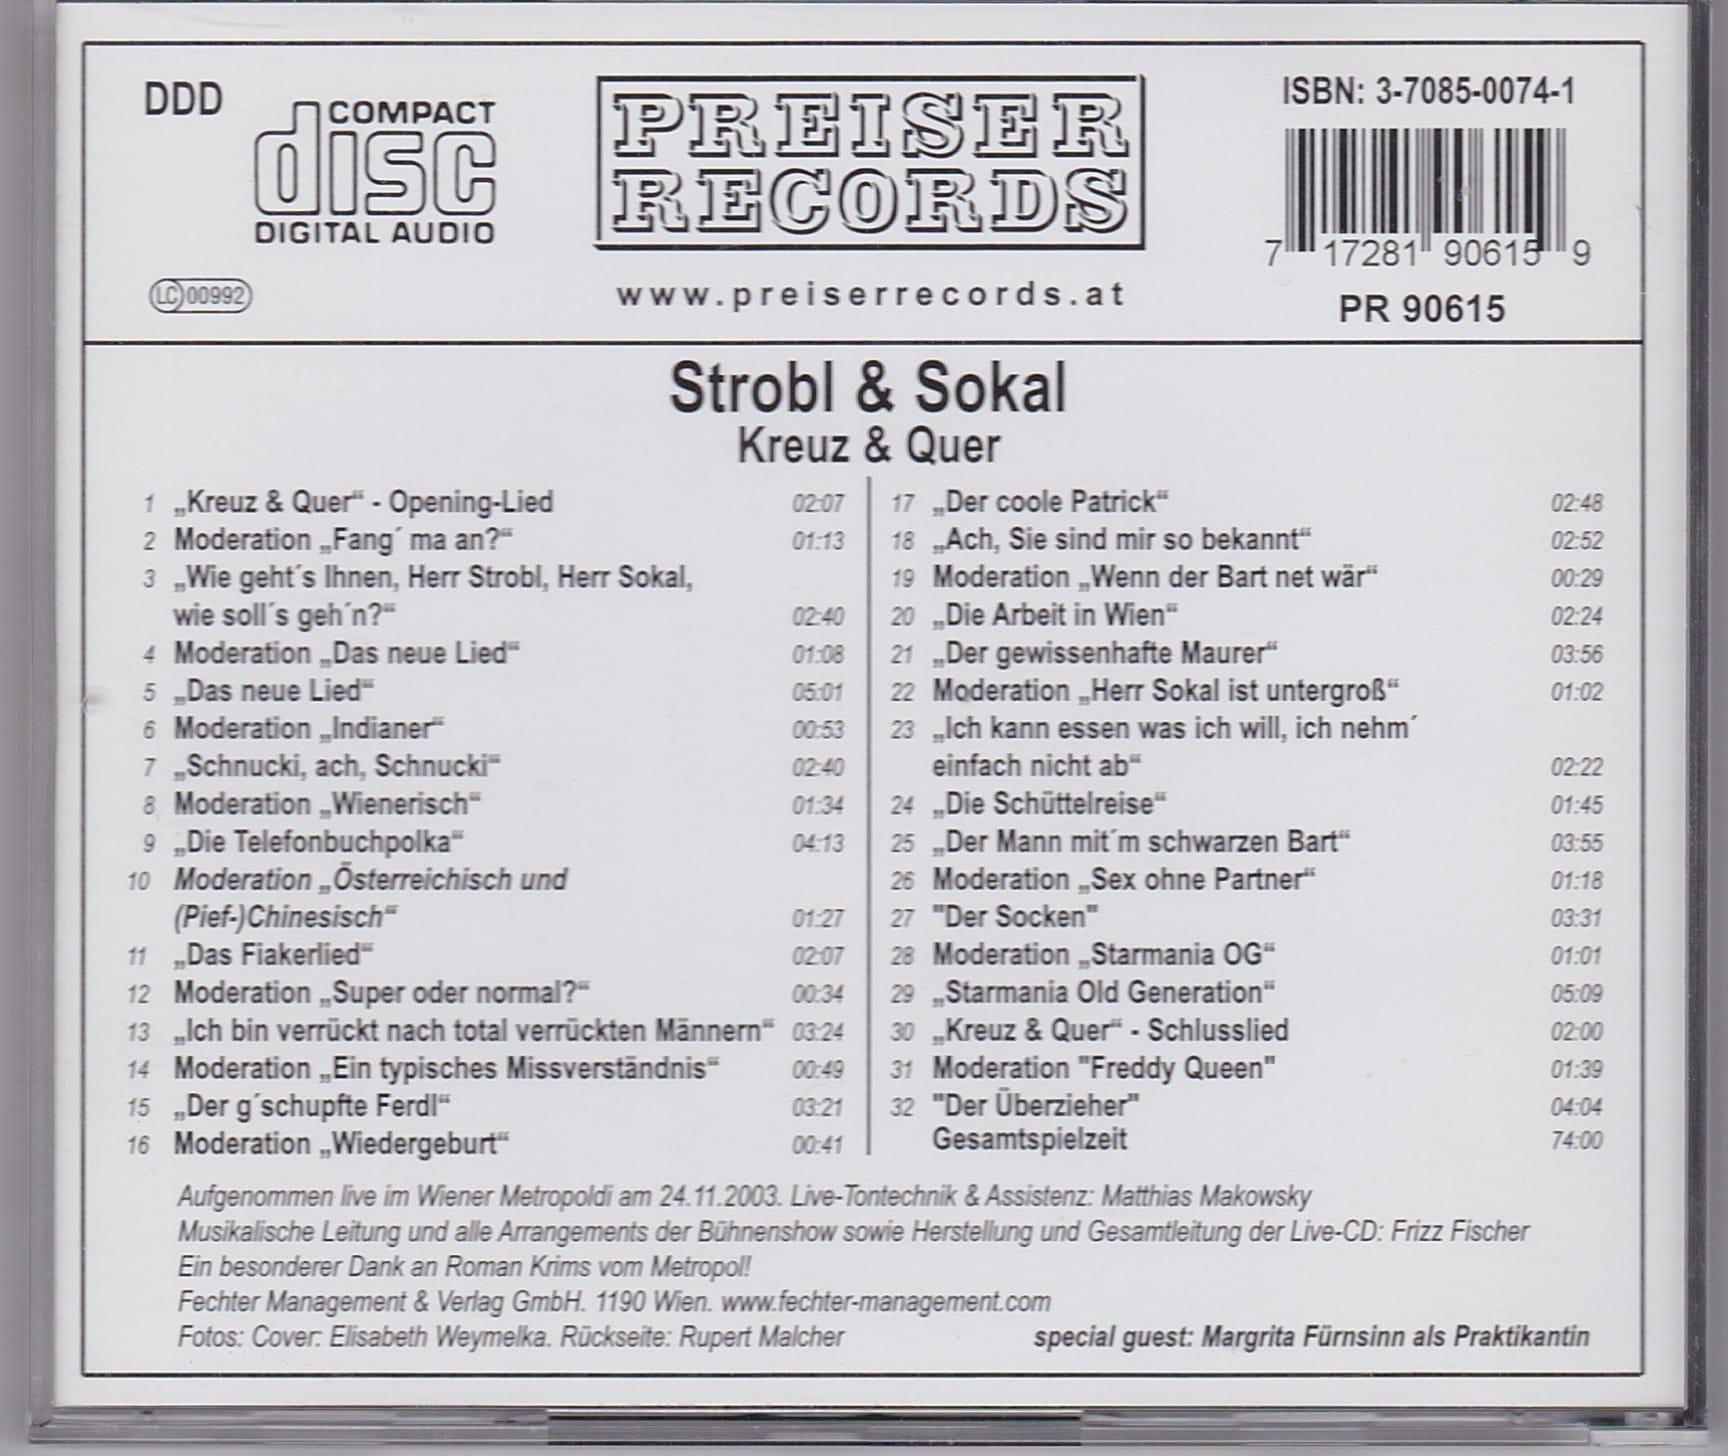 DDD
COMPACT
disc
DIGITAL AUDIO
LC 00992
PREISER
RECORDS
www.preiserrecords.at
ISBN: 3-7085-0074-1
7 17281 90615 9
PR 90615
Strobl & Sokal
Kreuz & Quer
1 „Kreuz & Quer“ - Opening-Lied 02:07
2 Moderation „Fang´ ma an?“ 01:13
3 „Wie geht´s Ihnen, Herr Strobl, Herr Sokal,
wie soll´s geh´n?“ 02:40
4 Moderation „Das neue Lied“ 01:08
5 „Das neue Lied“ 05:01
6 Moderation „Indianer“ 00:53
7 „Schnucki, ach, Schnucki“ 02:40
8 Moderation „Wienerisch“ 01:34
9 „Die Telefonbuchpolka“ 04:13
10 Moderation „Österreichisch und
(Pief-)Chinesisch“ 01:27
11 „Das Fiakerlied“ 02:07
12 Moderation „Super oder normal?“ 00:34
13 „Ich bin verrückt nach total verrückten Männern“ 03:24
14 Moderation „Ein typisches Missverständnis“ 00:49
15 „Der g´schupfte Ferdl“ 03:21
16 Moderation „Wiedergeburt“ 00:41
17 „Der coole Patrick“ 02:48
18 „Ach, Sie sind mir so bekannt“ 02:52
19 Moderation „Wenn der Bart net wär“ 00:29
20 „Die Arbeit in Wien“ 02:24
21 „Der gewissenhafte Maurer“ 03:56
22 Moderation „Herr Sokal ist untergroß“ 01:02
23 „Ich kann essen was ich will, ich nehm´
einfach nicht ab“ 02:22
24 „Die Schüttelreise“ 01:45
25 „Der Mann mit´m schwarzen Bart“ 03:55
26 Moderation „Sex ohne Partner“ 01:18
27 "Der Socken" 03:31
28 Moderation „Starmania OG“ 01:01
29 „Starmania Old Generation“ 05:09
30 „Kreuz & Quer“ - Schlusslied 02:00
31 Moderation "Freddy Queen" 01:39
32 "Der Überzieher" 04:04
Gesamtspielzeit 74:00
Aufgenommen live im Wiener Metropoldi am 24.11.2003. Live-Tontechnik & Assistenz: Matthias Makowsky
Musikalische Leitung und alle Arrangements der Bühnenshow sowie Herstellung und Gesamtleitung der Live-CD: Frizz Fischer
Ein besonderer Dank an Roman Krims vom Metropol!
Fechter Management & Verlag GmbH. 1190 Wien. www.fechter-management.com
Fotos: Cover: Elisabeth Weymelka. Rückseite: Rupert Malcher
special guest: Margrita Fürnsinn als Praktikantin